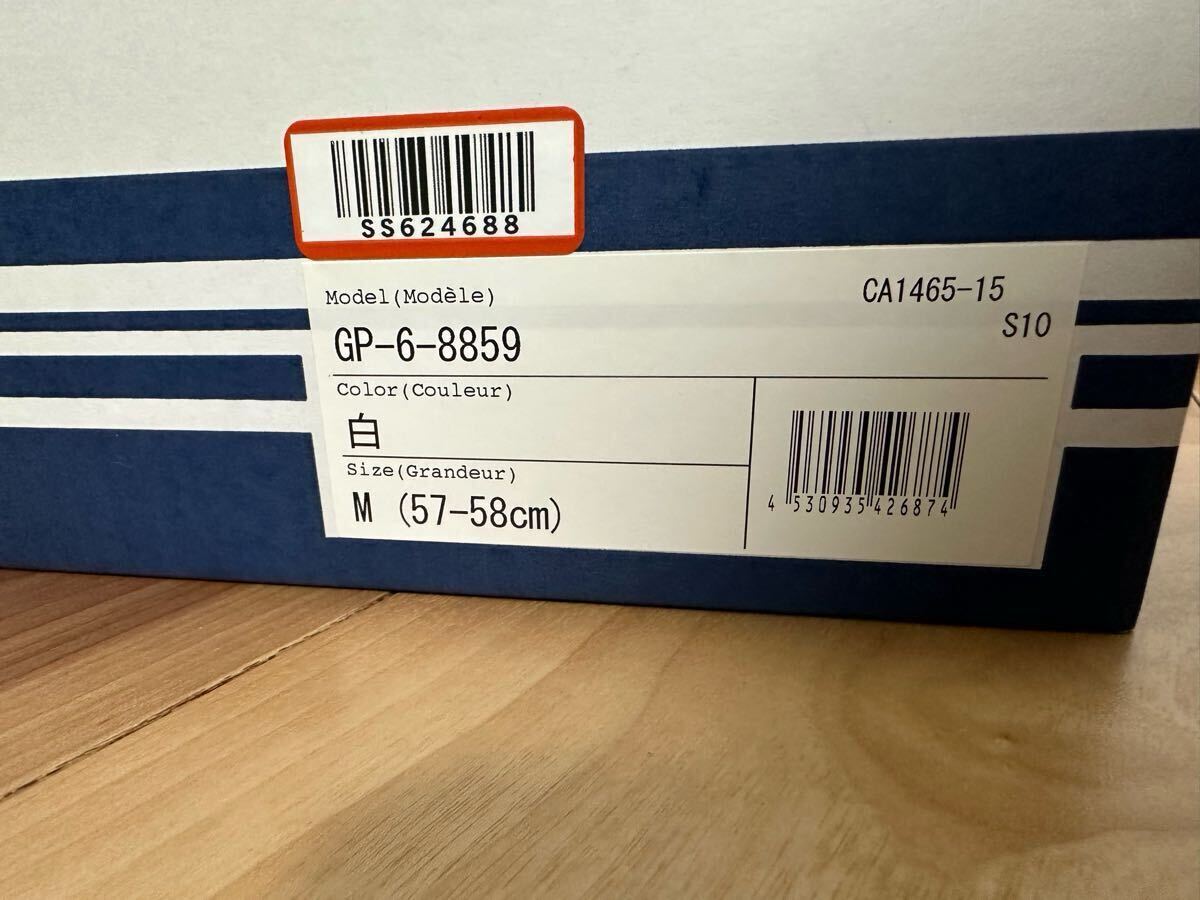 SS624688
Model(Modèle)
CA1465-15
S10
GP-6-8859
Color(Couleur)
白
Size(Grandeur)
M (57-58cm)
4 530935 426874